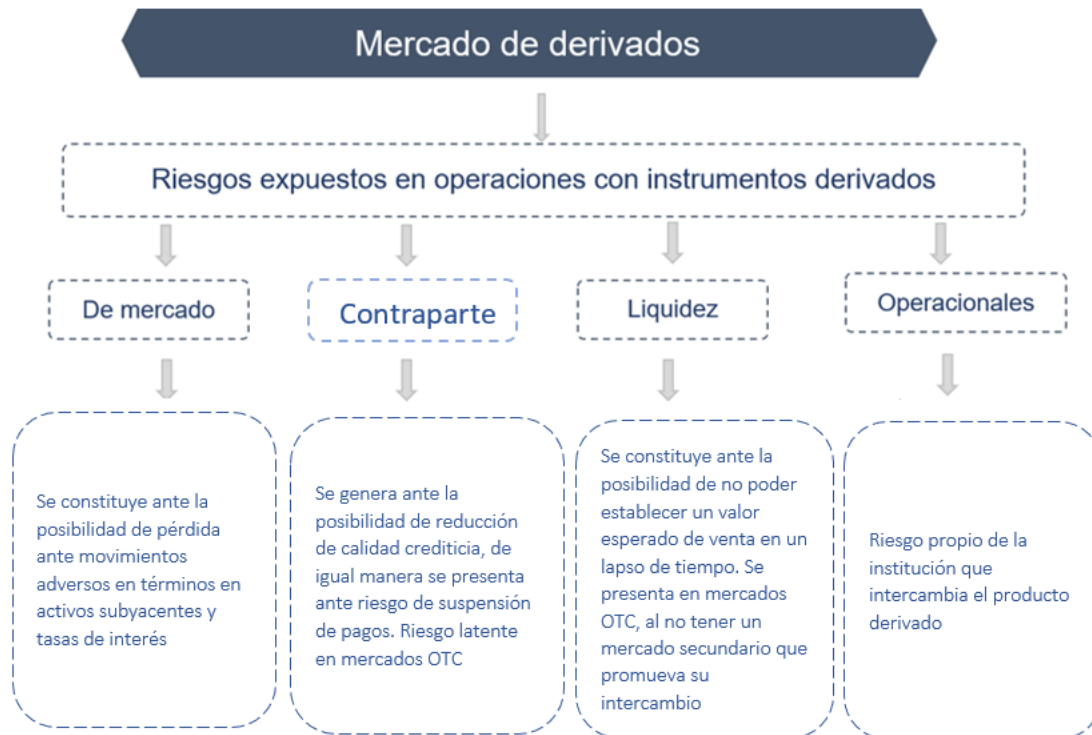 Mercado de derivados
Riesgos expuestos en operaciones con instrumentos derivados
De mercado
Contraparte
Liquidez
Operacionales
Se constituye ante la
posibilidad de pérdida
ante movimientos
adversos en términos en
activos subyacentes y
tasas de interés
Se genera ante la
posibilidad de reducción
de calidad crediticia, de
igual manera se presenta
ante riesgo de suspensión
de pagos. Riesgo latente
en mercados OTC
Se constituye ante la
posibilidad de no poder
establecer un valor
esperado de venta en un
lapso de tiempo. Se
presenta en mercados
OTC, al no tener un
mercado secundario que
promueva su
intercambio
Riesgo propio de la
institución que
intercambia el producto
derivado